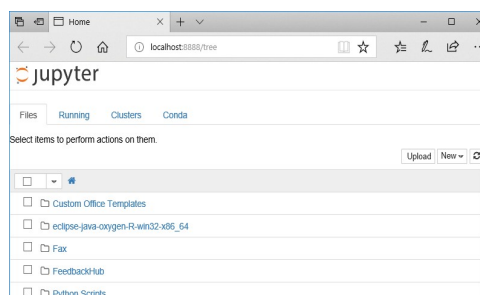 Home
localhost:8888/tree
jupyter
Files Running Clusters Conda
Select items to perform actions on them.
Upload New
Custom Office Templates
eclipse-java-oxygen-R-win32-x86_64
Fax
FeedbackHub
Python Scripts